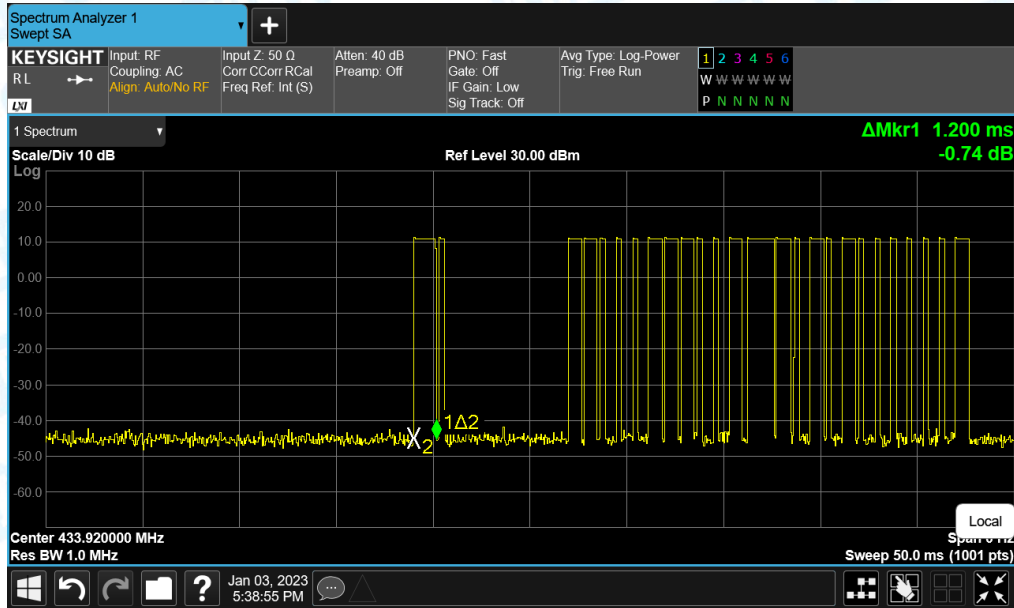 Spectrum Analyzer 1
Swept SA
+
KEYSIGHT
RL
LXI
Input: RF
Coupling: AC
Align: Auto/No RF
Input Z: 50 Ω
Corr CCorr RCal
Freq Ref: Int (S)
Atten: 40 dB
Preamp: Off
PNO: Fast
Gate: Off
IF Gain: Low
Sig Track: Off
Avg Type: Log-Power
Trig: Free Run
1 2 3 4 5 6
W W W W W W
P N N N N N
1 Spectrum
ΔMkr1 1.200 ms
-0.74 dB
Scale/Div 10 dB
Ref Level 30.00 dBm
Log
20.0
10.0
0.00
-10.0
-20.0
-30.0
-40.0
-50.0
-60.0
1Δ2
X2
Local
Center 433.920000 MHz
Res BW 1.0 MHz
Sweep 50.0 ms (1001 pts)
?
Jan 03, 2023
5:38:55 PM